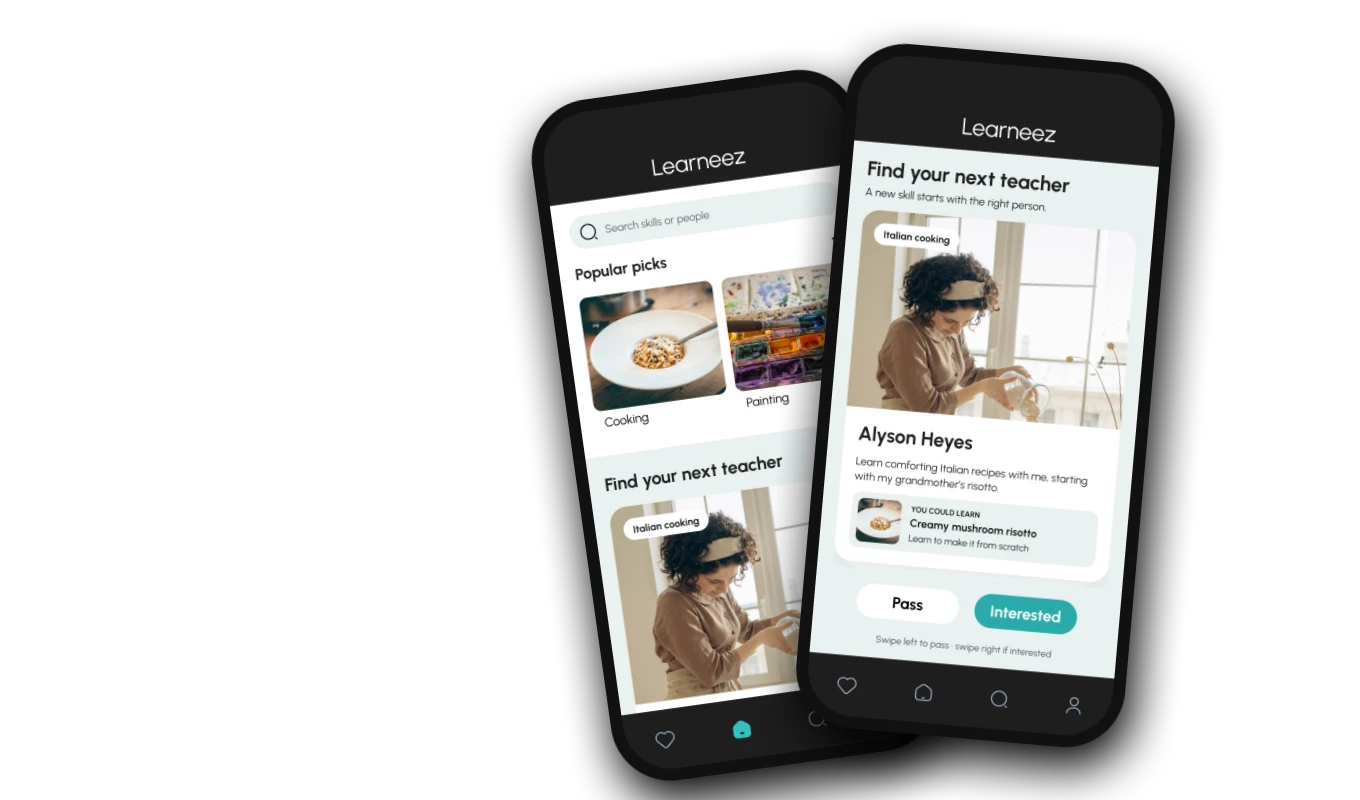 Learneez
Search skills or people
Popular picks
Cooking
Painting
Find your next teacher
Italian cooking
Learneez
Find your next teacher
A new skill starts with the right person.
Italian cooking
Alyson Heyes
Learn comforting Italian recipes with me, starting
with my grandmother's risotto.
YOU COULD LEARN
Creamy mushroom risotto
Learn to make it from scratch
Pass
Interested
Swipe left to pass · swipe right if interested